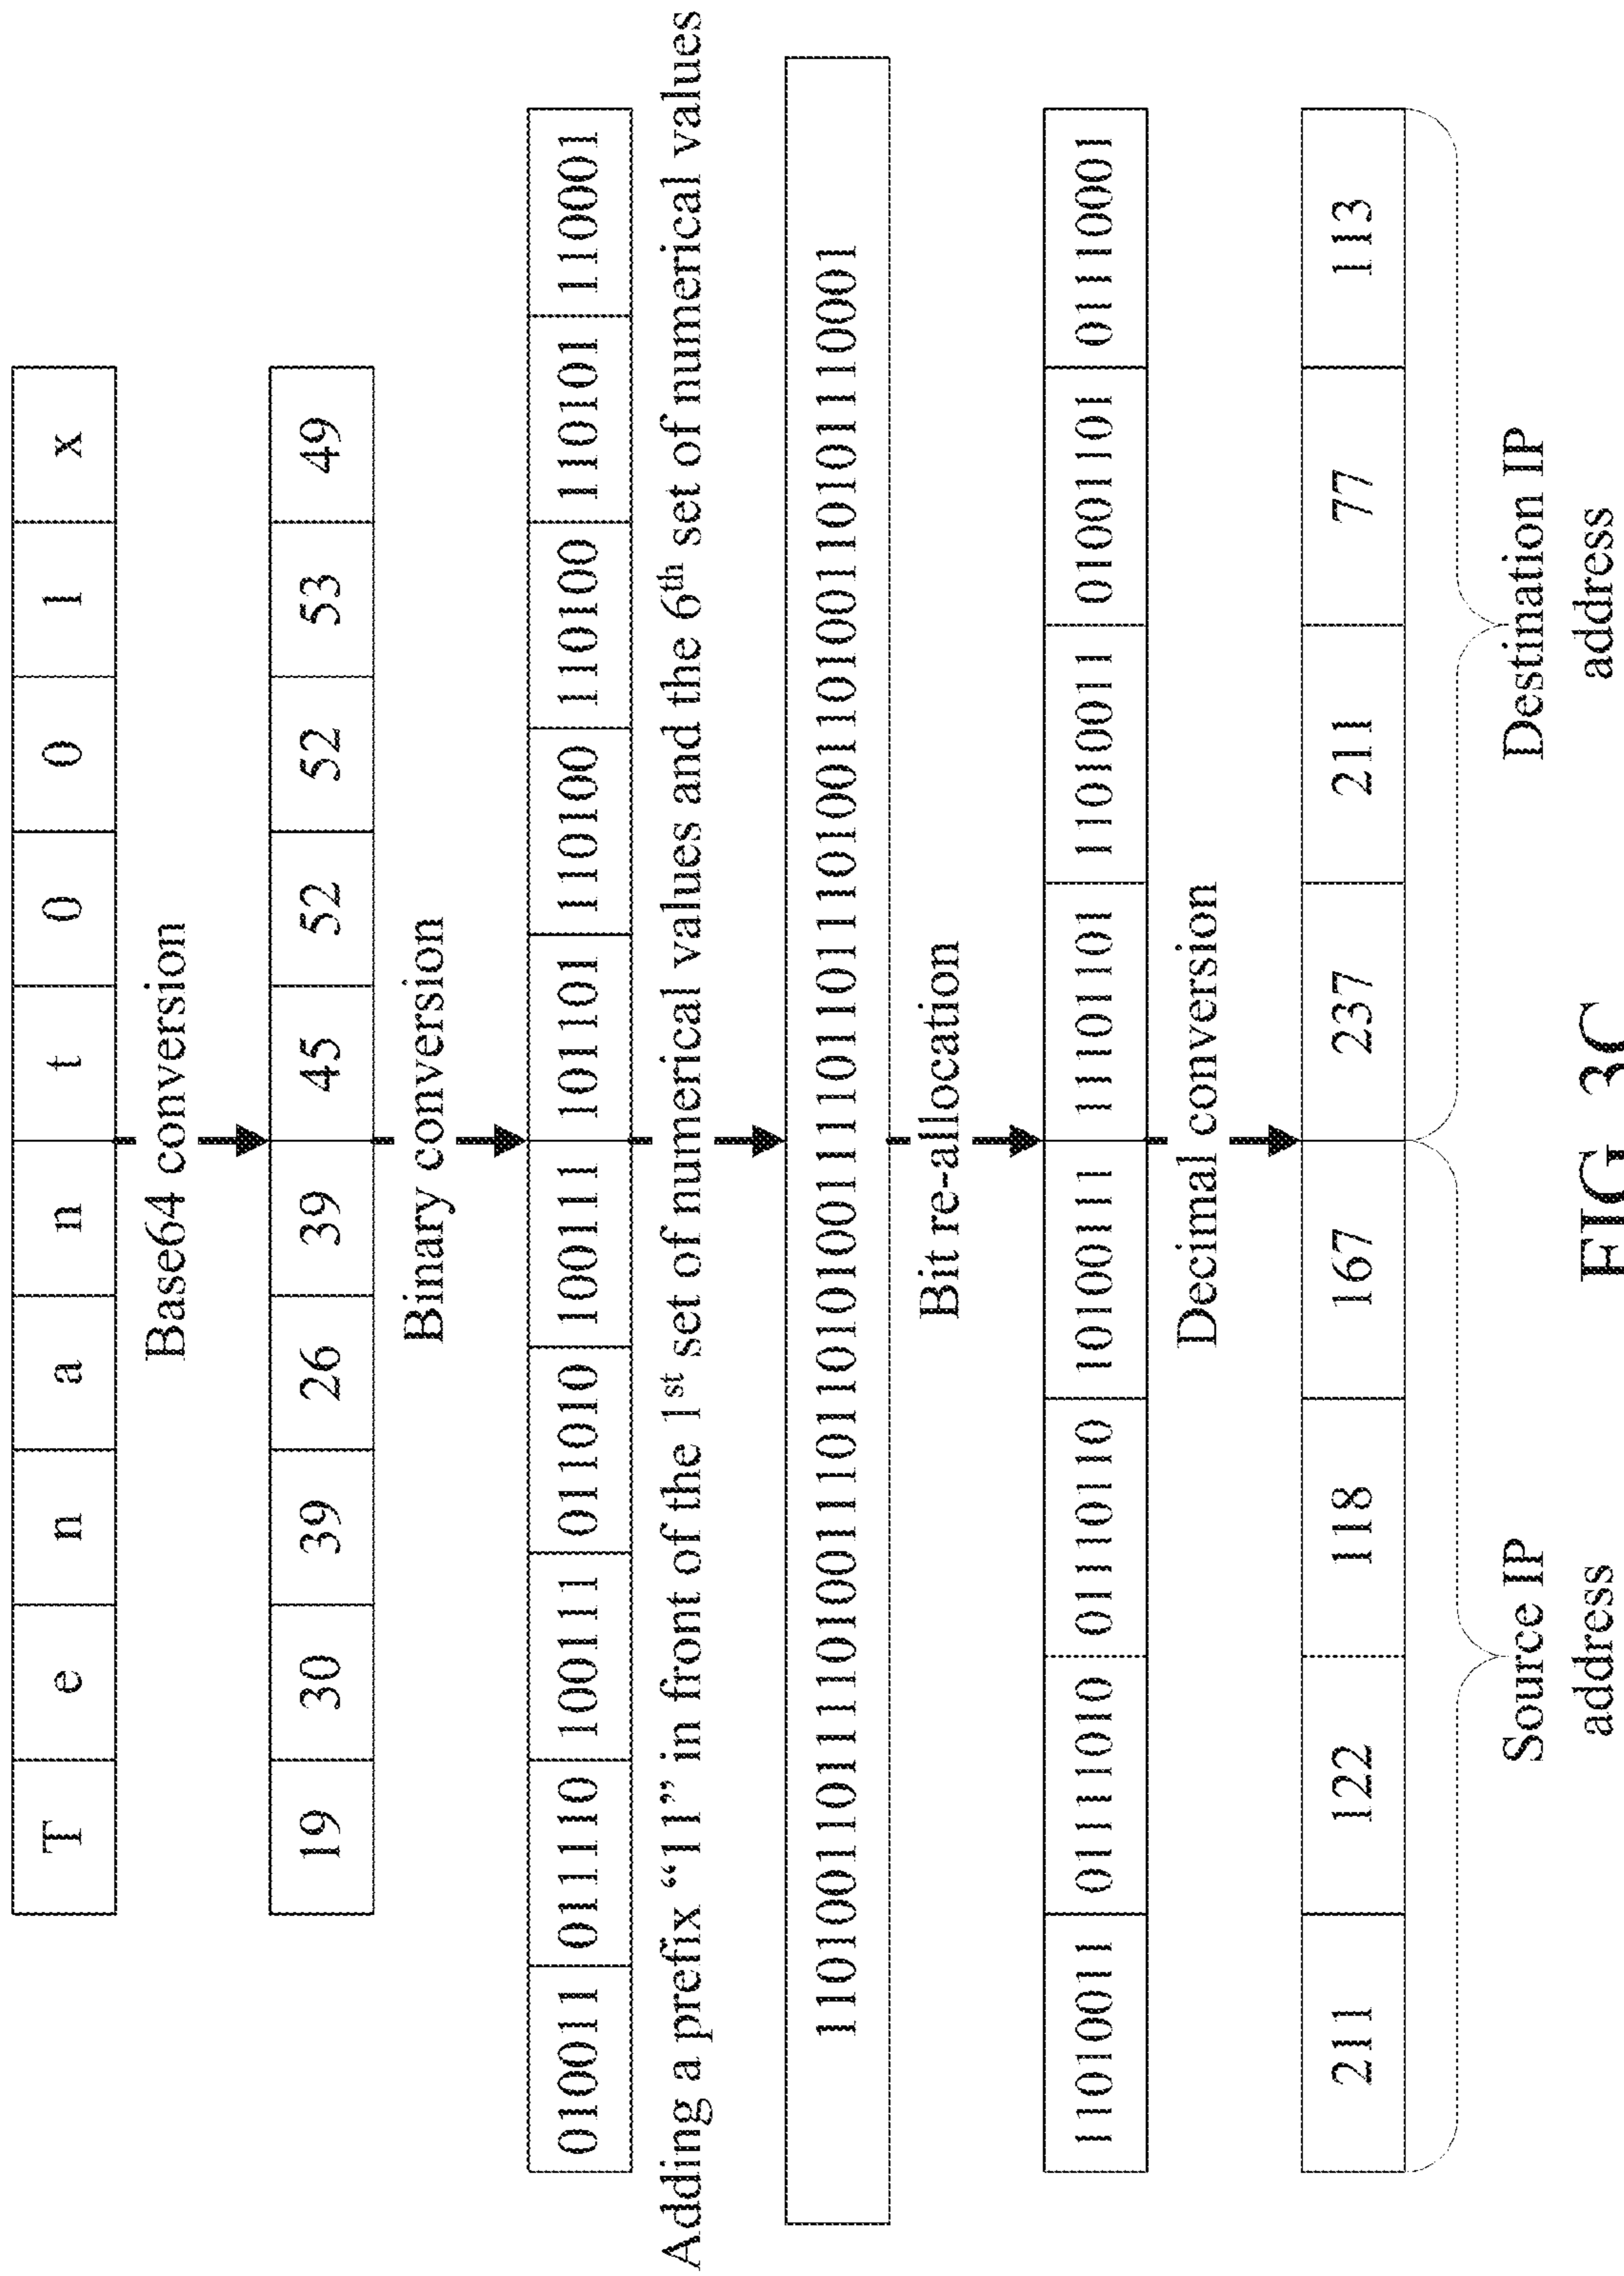 T e n a n t 0 0 1 x
Base64 conversion
19 30 39 26 39 45 52 52 53 49
Binary conversion
010011 011110 100111 011010 100111 101101 110100 110100 110101 110001
Adding a prefix “11” in front of the 1st set of numerical values and the 6th set of numerical values
Bit re-allocation
11010011 01111010 01110110 10100111 11101101 11010011 01001101 01110001
Decimal conversion
211 122 118 167 237 211 77 113
Source IP
address
Destination IP
address
FIG. 3C